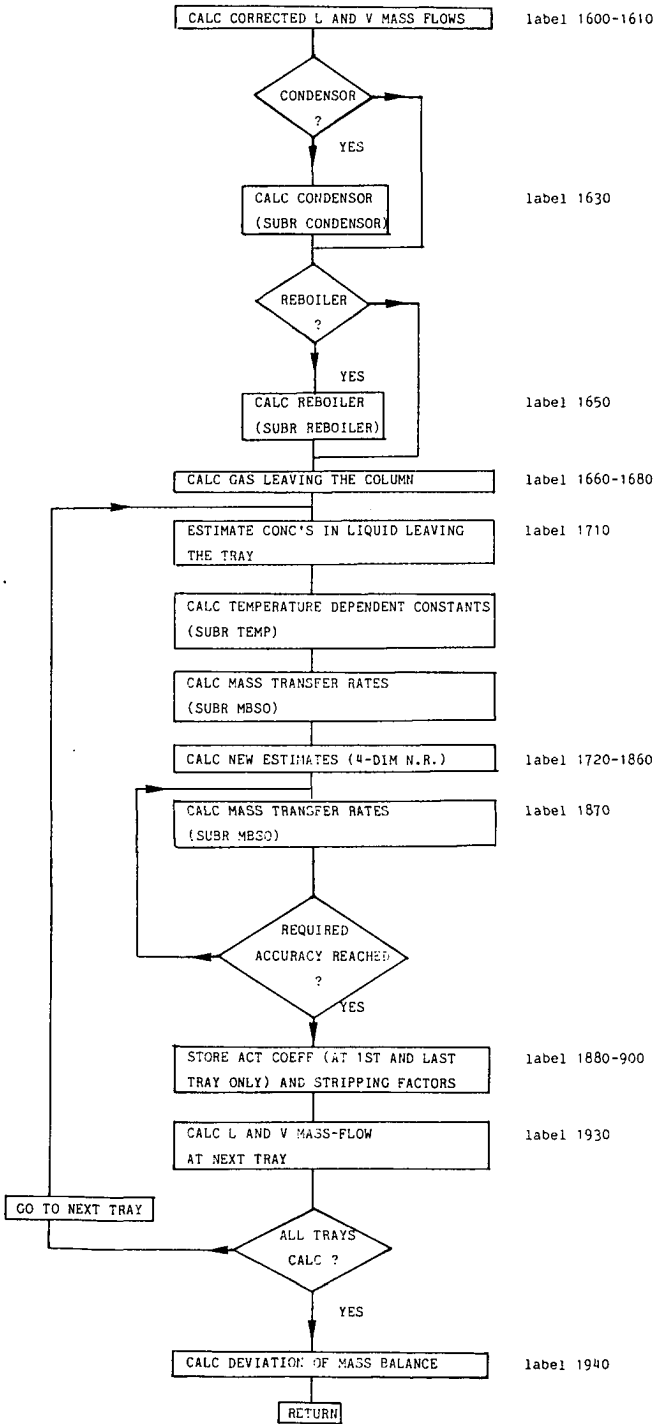 CALC CORRECTED L AND V MASS FLOWS label 1600-1610
CONDENSOR
?
YES
CALC CONDENSOR label 1630
(SUBR CONDENSOR)
REBOILER
?
YES
CALC REBOILER label 1650
(SUBR REBOILER)
CALC GAS LEAVING THE COLUMN label 1660-1680
ESTIMATE CONC'S IN LIQUID LEAVING label 1710
THE TRAY
CALC TEMPERATURE DEPENDENT CONSTANTS
(SUBR TEMP)
CALC MASS TRANSFER RATES
(SUBR MBSO)
CALC NEW ESTIMATES (4-DIM N.R.) label 1720-1860
CALC MASS TRANSFER RATES label 1870
(SUBR MBSO)
REQUIRED
ACCURACY REACHED
?
YES
STORE ACT COEFF (AT 1ST AND LAST label 1880-900
TRAY ONLY) AND STRIPPING FACTORS
CALC L AND V MASS-FLOW label 1930
AT NEXT TRAY
GO TO NEXT TRAY
ALL TRAYS
CALC ?
YES
CALC DEVIATION OF MASS BALANCE label 1940
RETURN